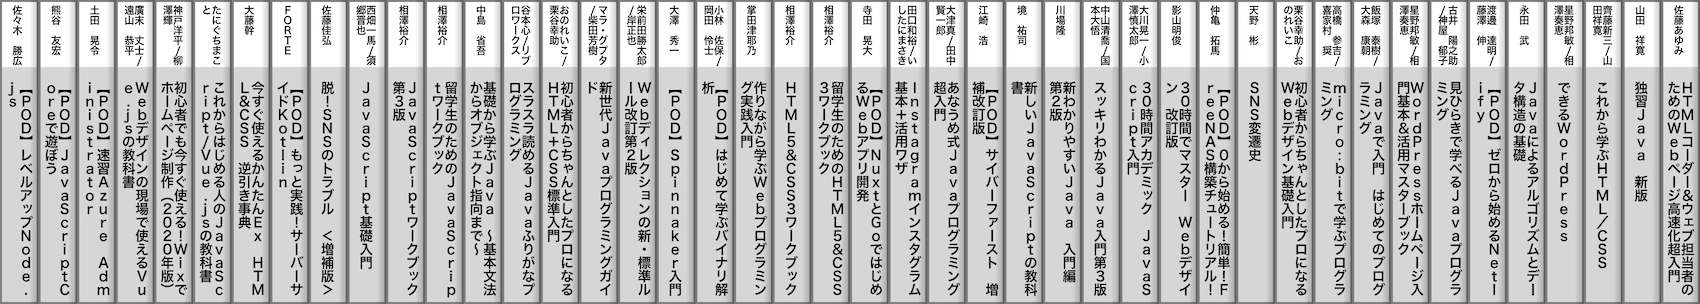 佐藤あゆみ
HTMLコーダー&ウェブ担当者の
ためのWebページ高速化超入門
山田 祥寛
独習Java 新版
齊藤新三/山
田祥寛
これから学ぶHTML/CSS
星野邦敏/相
澤奏恵
できるWordPress
永田 武
Javaによるアルゴリズムとデー
タ構造の基礎
渡邊 達明/
藤澤 伸
【POD】ゼロから始めるNetl
ify
古井 陽之助
/神屋 郁子
見ひらきで学べるJavaプログラ
ミング
星野邦敏/相
澤奏恵
WordPressホームページ入
門基本&活用マスターブック
飯塚 泰樹/
大森 康朝
Javaで入門 はじめてのプログ
ラミング
高橋 参吉/
喜家村 奨/
micro:bitで学ぶプログラ
ミング
栗谷幸助/お
のれいこ
初心者からちゃんとしたプロになる
Webデザイン基礎入門
天野 彬
SNS変遷史
仲亀 拓馬
【POD】0から始める!簡単!F
reeNAS構築チュートリアル!
影山明俊
30時間でマスター Webデザイ
ン 改訂版
大川晃一/小
澤慎太郎
30時間アカデミック JavaS
cript入門
中山清喬/国
本大悟
スッキリわかるJava入門第3版
川場隆
新わかりやすいJava 入門編
第2版
境 祐司
新しいJavaScriptの教科
書
江崎 浩
【POD】サイバーファースト 増
補改訂版
大津真/田中
賢一郎
あなうめ式Javaプログラミング
超入門
田口和裕/い
したにまさき
Instagramインスタグラム
基本+活用ワザ
寺田 晃大
【POD】NuxtとGoではじめ
るWebアプリ開発
相澤裕介
留学生のためのHTML5&CSS
3ワークブック
相澤裕介
HTML5&CSS3ワークブック
掌田津耶乃
作りながら学ぶWebプログラミン
グ実践入門
小林 佐保/
岡田 怜士/
【POD】はじめて学ぶバイナリ解
析
大澤 秀一
【POD】Spinnaker入門
栄前田勝太郎
/岸正也/
Webディレクションの新・標準ル
ール改訂第2版
マラ・グプタ
/柴田芳樹
新世代Javaプログラミングガイ
ド
おのれいこ/
栗谷幸助
初心者からちゃんとしたプロになる
HTML+CSS標準入門
谷本心/リブ
ロワークス
スラスラ読めるJavaふりがなプ
ログラミング
中島 省吾
基礎から学ぶJava ~基本文法
からオブジェクト指向まで~
相澤裕介
留学生のためのJavaScrip
tワークブック
相澤裕介
JavaScriptワークブック
第3版
西畑一馬/須
郷晋也
JavaScript基礎入門
佐藤佳弘
脱!SNSのトラブル <増補版>
FORTE
【POD】もっと実践!サーバーサ
イドKotlin
大藤幹
今すぐ使えるかんたんEx HTM
L&CSS 逆引き事典
たにぐちまこ
と
これからはじめる人のJavaSc
ript/Vue.jsの教科書
神戸洋平/柳
澤輝
初心者でも今すぐ使える!Wixで
ホームページ制作(2020年版)
廣末 丈士/
遠山 恭平
Webデザインの現場で使えるVu
e.jsの教科書
土田 晃令
【POD】速習Azure Adm
inistrator
熊谷 友宏
【POD】JavaScriptC
oreで遊ぼう
佐々木 勝広
【POD】レベルアップNode.
js